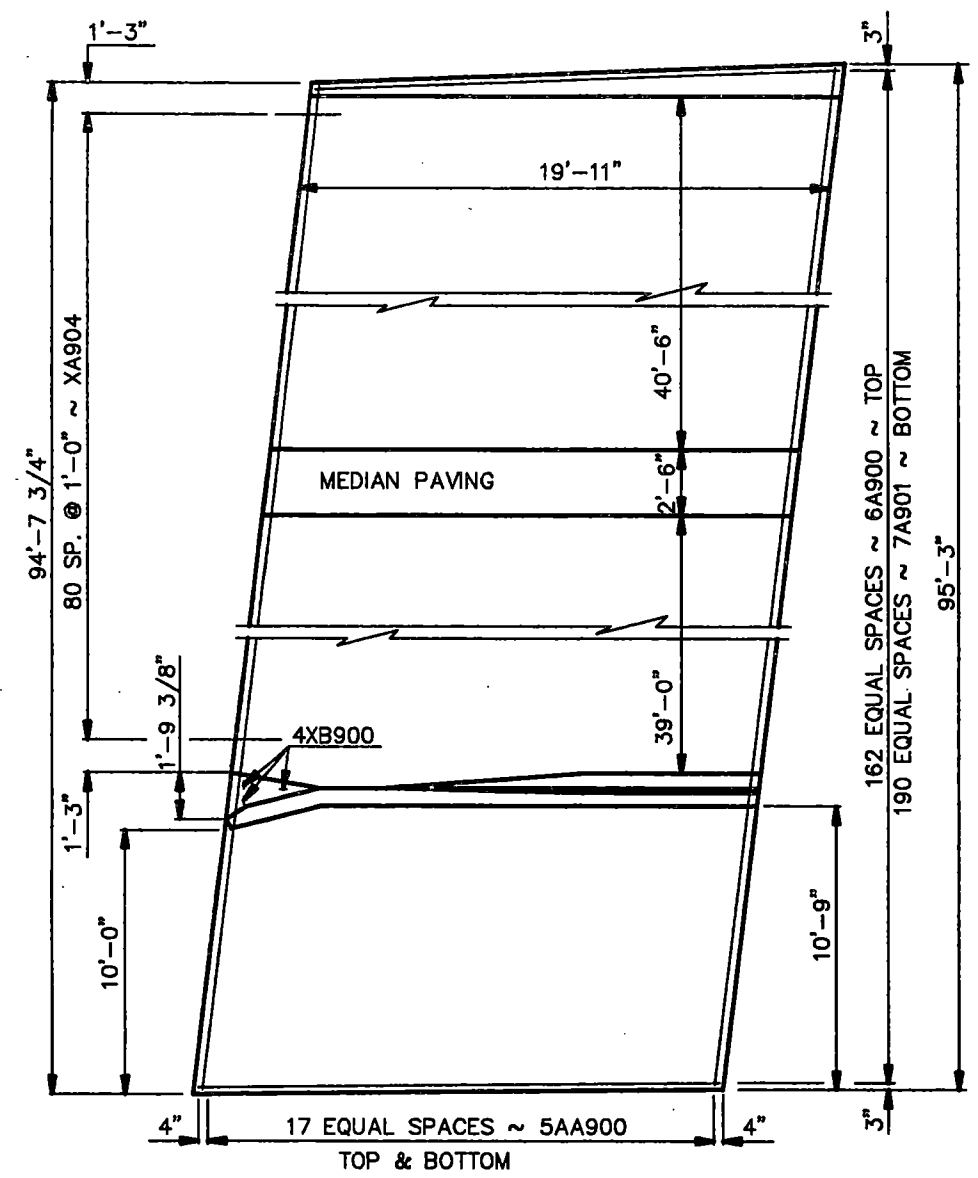 1'-3"
3"
19'-11"
94'-7 3/4"
80 SP. @ 1'-0" ~ XA904
40'-6"
MEDIAN PAVING
2'-6"
162 EQUAL SPACES ~ 6A900 ~ TOP
190 EQUAL SPACES ~ 7A901 ~ BOTTOM
95'-3"
39'-0"
1'-9 3/8"
4XB900
1'-3"
10'-0"
10'-9"
4"
17 EQUAL SPACES ~ 5AA900
4"
3"
TOP & BOTTOM